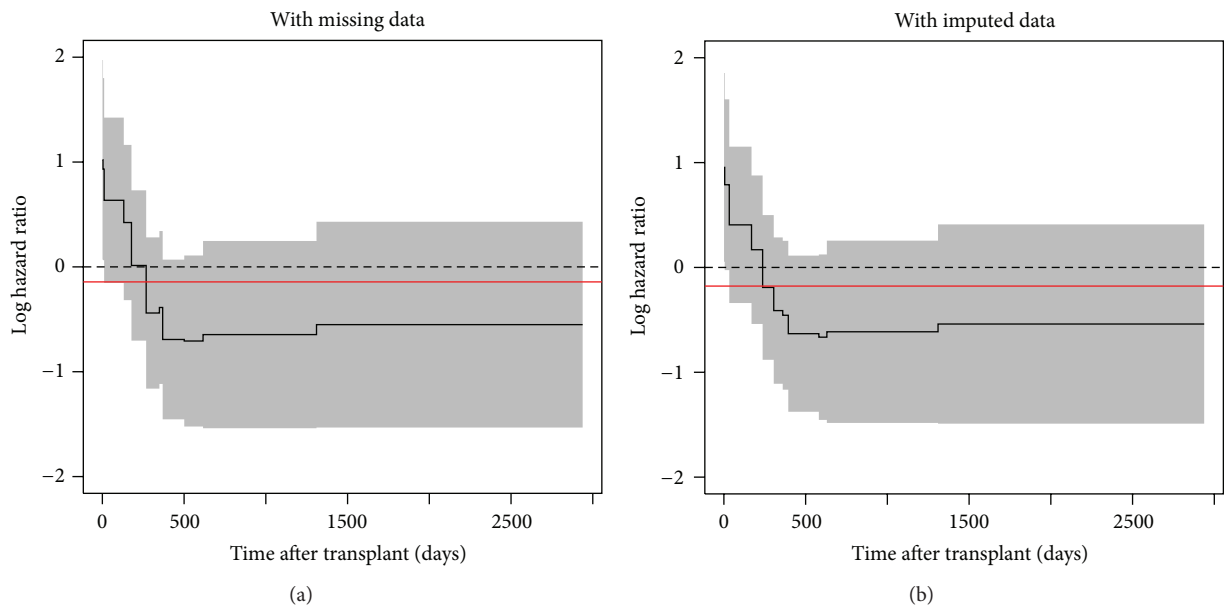 With missing data
2
1
0
−1
−2
Log hazard ratio
0
500
1500
2500
Time after transplant (days)
(a)
With imputed data
2
1
0
−1
−2
Log hazard ratio
0
500
1500
2500
Time after transplant (days)
(b)